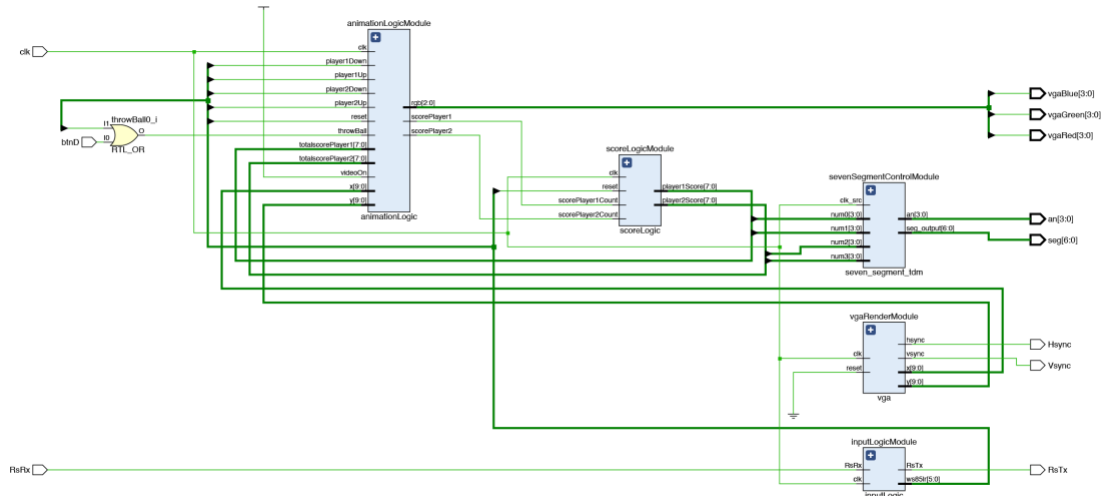 animationLogicModule
clk
clk
player1Down
player1Up
player2Down
player2Up
reset
throwBall
totalscorePlayer1[7:0]
totalscorePlayer2[7:0]
videoOn
x[9:0]
y[9:0]
rgb[2:0]
scorePlayer1
scorePlayer2
animationLogic
throwBall0_i
I1
I0
O
RTL_OR
btnD
vgaBlue[3:0]
vgaGreen[3:0]
vgaRed[3:0]
scoreLogicModule
clk
reset
scorePlayer1Count
scorePlayer2Count
player1Score[7:0]
player2Score[7:0]
scoreLogic
sevenSegmentControlModule
clk_src
num0[3:0]
num1[3:0]
num2[3:0]
num3[3:0]
an[3:0]
seg_output[6:0]
seven_segment_tdm
an[3:0]
seg[6:0]
vgaRenderModule
clk
reset
hsync
vsync
x[9:0]
y[9:0]
vga
Hsync
Vsync
inputLogicModule
RsRx
RsRx
clk
RsTx
ws85lr[5:0]
RsTx
inputLogic